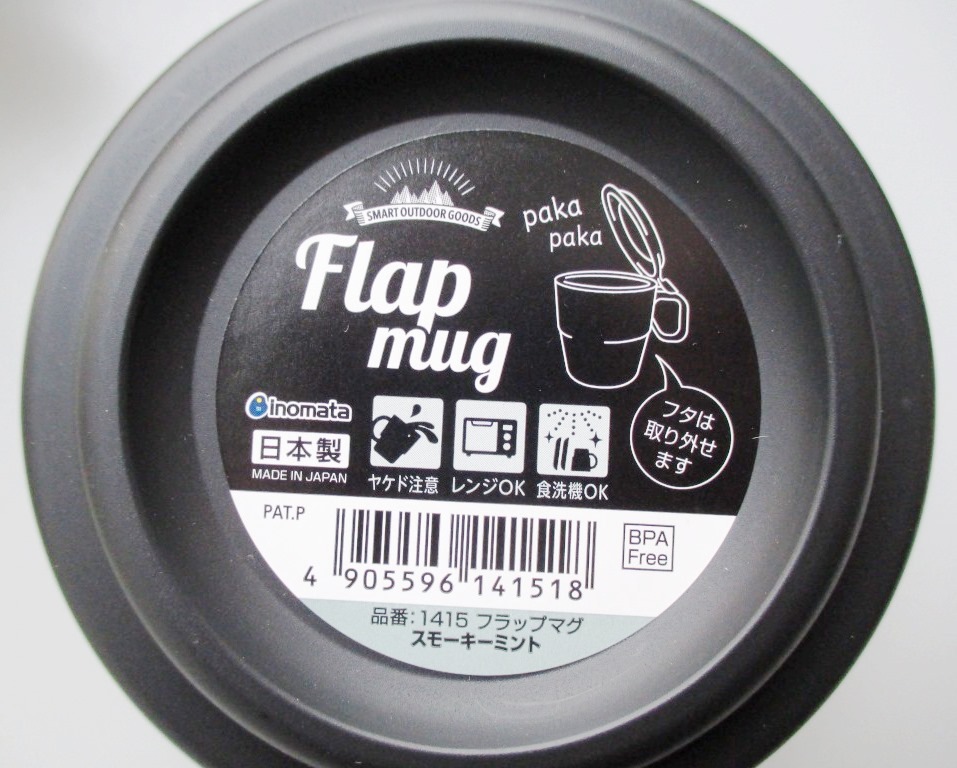 SMART OUTDOOR GOODS
Flap
mug
paka
paka
フタは
取り外せ
ます
inomata
日本製
MADE IN JAPAN
ヤケド注意
レンジOK
食洗機OK
PAT.P
4 905596 141518
BPA
Free
品番:1415 フラップマグ
スモーキーミント